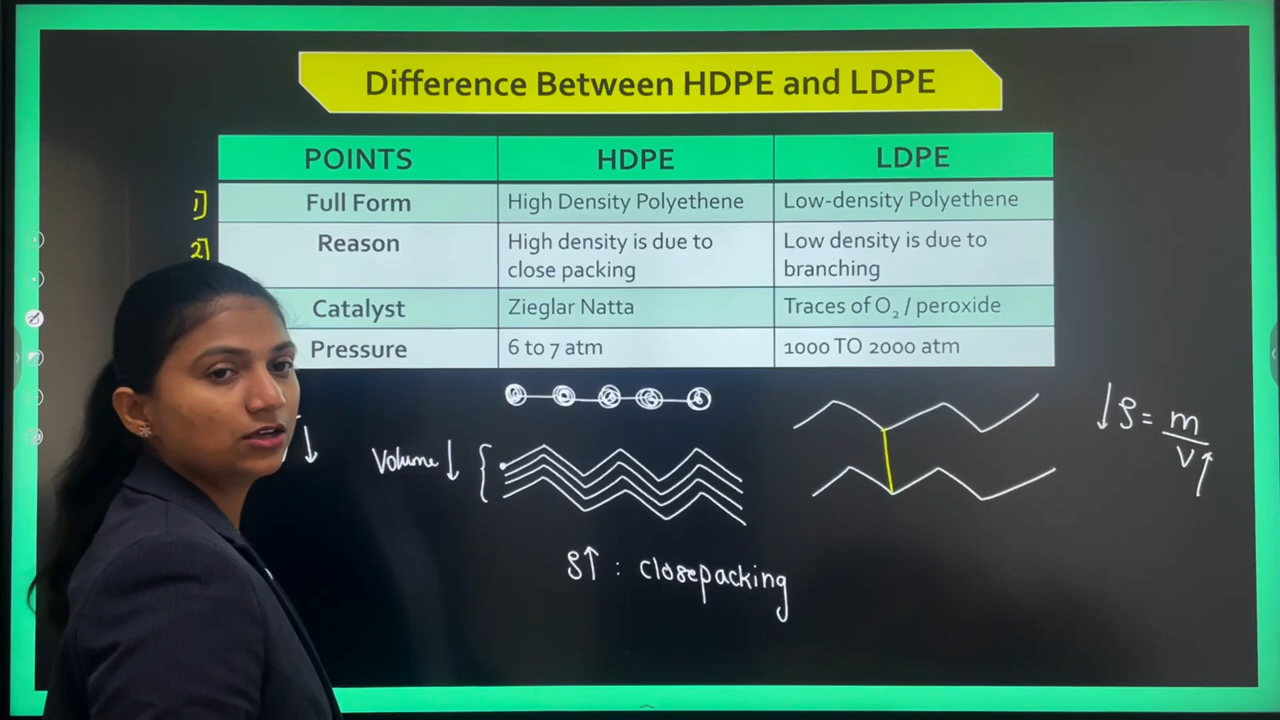 Difference Between HDPE and LDPE
POINTS HDPE LDPE
1) Full Form High Density Polyethene Low-density Polyethene
2) Reason High density is due to close packing Low density is due to branching
Catalyst Zieglar Natta Traces of O₂ / peroxide
Pressure 6 to 7 atm 1000 TO 2000 atm
↓ Volume ↓ {
↓ρ = m/v↑
ρ↑ : closepacking